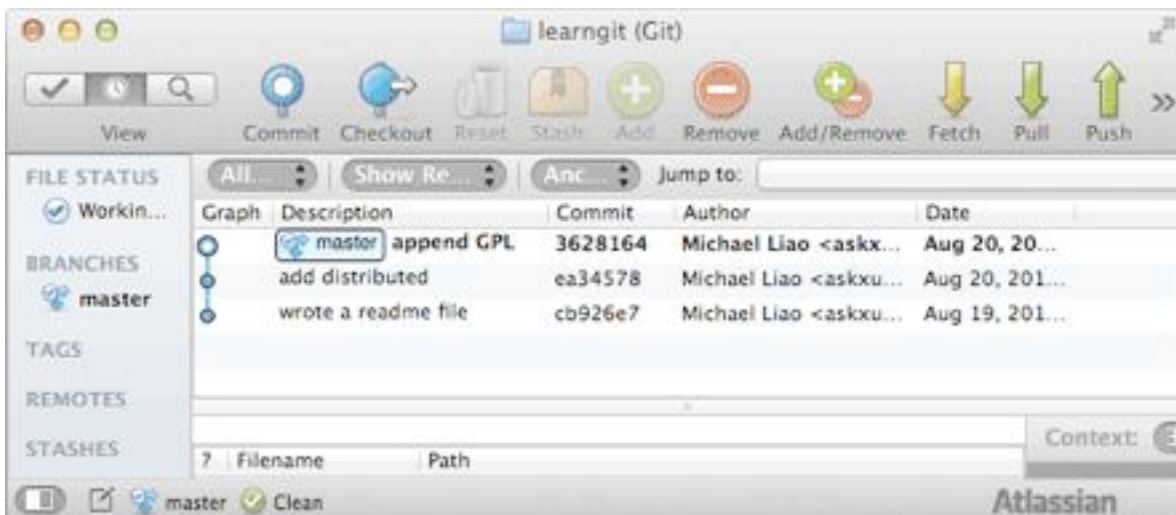 learngit (Git)
View Commit Checkout Reset Stash Add Remove Add/Remove Fetch Pull Push
FILE STATUS
Workin...
BRANCHES
master
TAGS
REMOTES
STASHES
All... Show Re... Anc... Jump to:
Graph Description Commit Author Date
master append GPL 3628164 Michael Liao <askx... Aug 20, 20...
add distributed ea34578 Michael Liao <askxu... Aug 20, 201...
wrote a readme file cb926e7 Michael Liao <askxu... Aug 19, 201...
Context:
? Filename Path
master Clean Atlassian